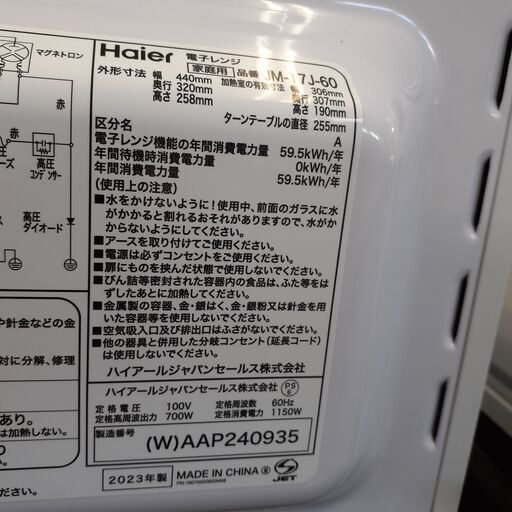 マグネトロン
赤
赤
高圧
コンデンサー
高圧
ダイオード
や針金などの金
対に分解、修理
あり。
は加熱しない。
Haier 電子レンジ
家庭用 品番 JM-17J-60
外形寸法 幅 440mm 加熱室の有効寸法 幅 306mm
奥行 320mm 奥行 307mm
高さ 258mm 高さ 190mm
ターンテーブルの直径 255mm
区分名 A
電子レンジ機能の年間消費電力量 59.5kWh/年
年間待機時消費電力量 0kWh/年
年間消費電力量 59.5kWh/年
(使用上の注意)
■水をかけないように!使用中、前面のガラスに水
がかかると割れるおそれがありますので、水がか
からないようにしてください。
■アースを取り付けてご使用ください。
■電源は必ずコンセントをご使用ください。
■扉にものを挟んだ状態で使用しないでください。
■びん詰等密封された容器内の食品は、ふた等をは
ずしたあとに加熱してください。
■金属製の容器、金・銀はく、金・銀粉又は針金を用
いた容器等を使用しないでください。
■空気吸入口及び排出口はふさがないでください。
■他の器具と併用した分岐コンセント(延長コード)
は使用しないでください。
ハイアールジャパンセールス株式会社
ハイアールジャパンセールス株式会社 PS E
定格電圧 100V 定格周波数 60Hz
定格高周波出力 700W 定格消費電力 1150W
製造番号 (W)AAP240935
2023年製 MADE IN CHINA JET